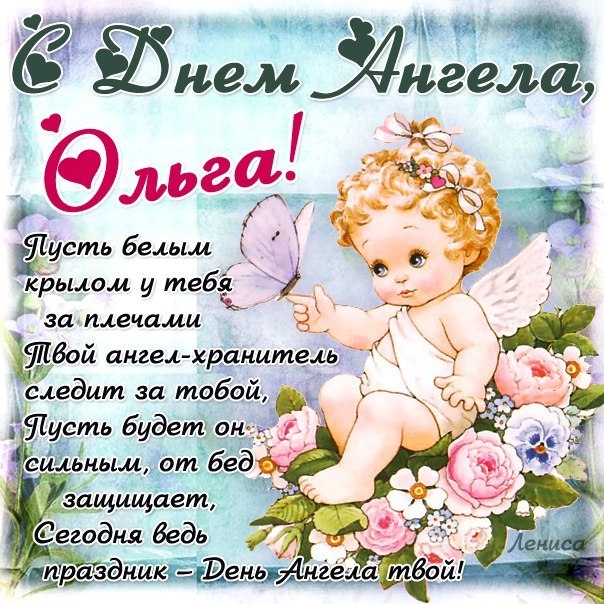 С Днем Ангела,
Ольга!
Пусть белым
крылом у тебя
за плечами
Твой ангел-хранитель
следит за тобой,
Пусть будет он
сильным, от бед
защищает,
Сегодня ведь
праздник – День Ангела твой!
Лениса